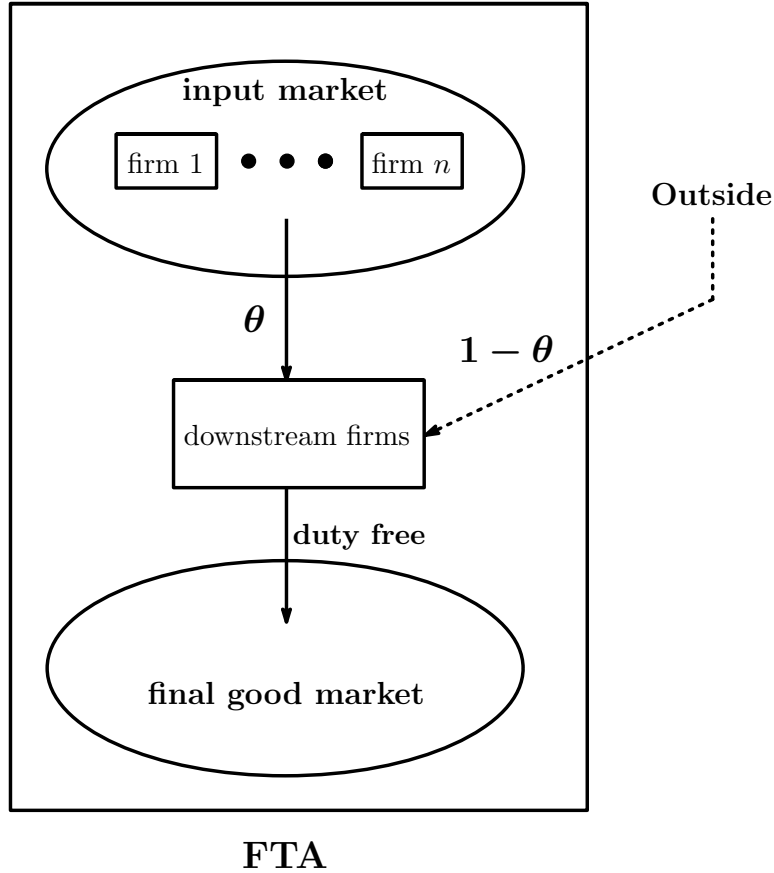 input market
firm 1
firm n
Outside
θ
1 − θ
downstream firms
duty free
final good market
FTA